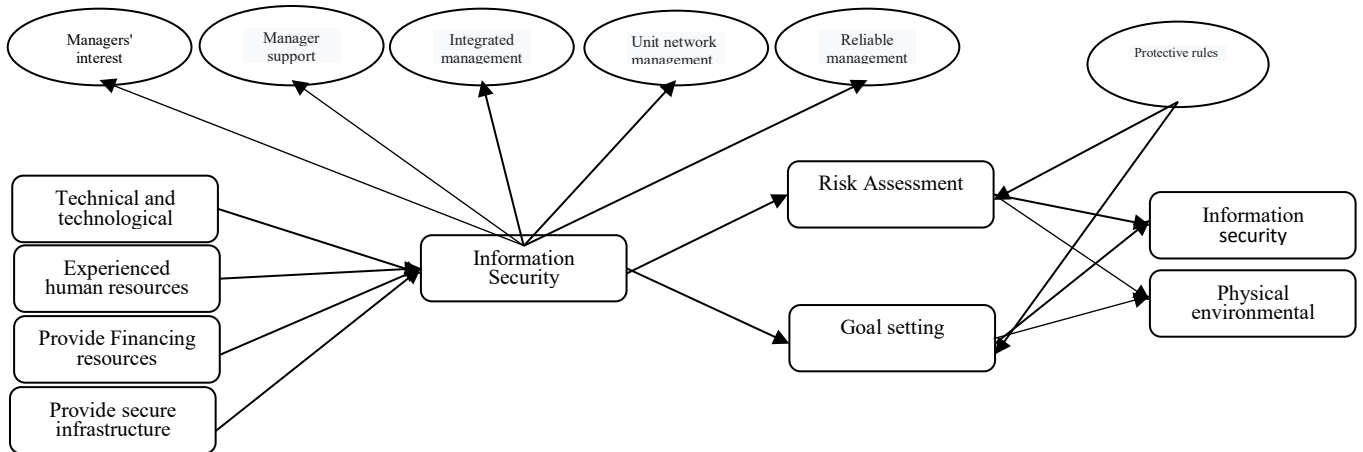 Managers'
interest
Manager
support
Integrated
management
Unit network
management
Reliable
management
Protective rules
Technical and
technological
Experienced
human resources
Provide Financing
resources
Provide secure
infrastructure
Information
Security
Risk Assessment
Goal setting
Information
security
Physical
environmental